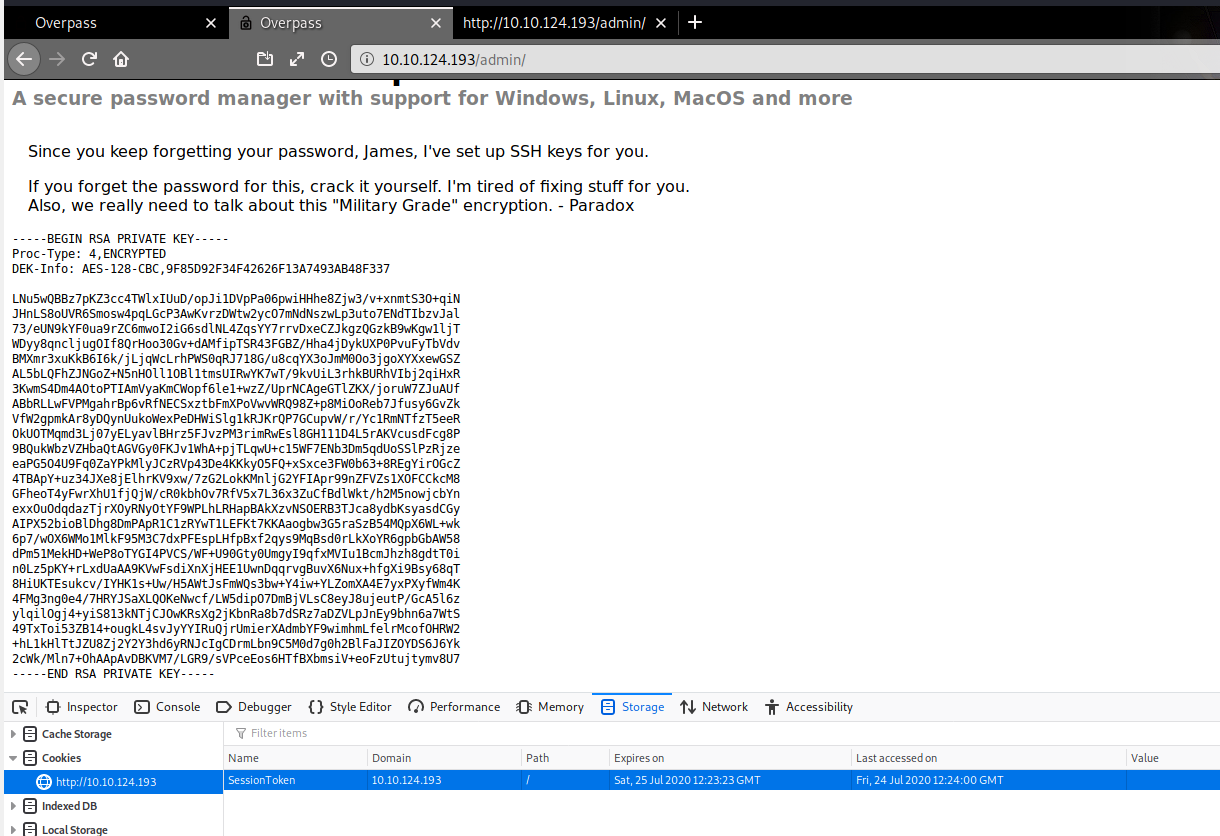 Overpass
Overpass
http://10.10.124.193/admin/
10.10.124.193/admin/
A secure password manager with support for Windows, Linux, MacOS and more
Since you keep forgetting your password, James, I've set up SSH keys for you.
If you forget the password for this, crack it yourself. I'm tired of fixing stuff for you.
Also, we really need to talk about this "Military Grade" encryption. - Paradox
-----BEGIN RSA PRIVATE KEY-----
Proc-Type: 4,ENCRYPTED
DEK-Info: AES-128-CBC,9F85D92F34F42626F13A7493AB48F337
LNu5wQBBz7pKZ3cc4TWlxIUuD/opJi1DVpPa06pwiHHhe8Zjw3/v+xnmtS3O+qiN
JHnLS8oUVR6Smosw4pqLGcP3AwKvrzDWtw2ycO7mNdNszwLp3uto7ENdTIbzvJal
73/eUN9kYF0ua9rZC6mwoI2iG6sdlNL4ZqsYY7rrvDxeCZJkgzQGzkB9wKgw1ljT
WDyy8qncljugOIf8QrHoo30Gv+dAMfipTSR43FGBZ/Hha4jDykUXP0PvuFyTbVdv
BMXmr3xuKkB6I6k/jLjqWcLrhPWS0qRJ718G/u8cqYX3oJmM0Oo3jgoXYXxewGSZ
AL5bLQFhZJNGoZ+N5nHOll1OBl1tmsUIRwYK7wT/9kvUiL3rhkBURhVIbj2qiHxR
3KwmS4Dm4AOtoPTIAmVyaKmCWopf6le1+wzZ/UprNCAgeGTlZKX/joruW7ZJuAUf
ABbRLLwFVPMgahrBp6vRfNECSxztbFmXPoVwvWRQ98Z+p8MiOoReb7Jfusy6GvZk
VfW2gpmkAr8yDQynUukoWexPeDHWiSlg1kRJKrQP7GCupvW/r/Yc1RmNTfzT5eeR
OkUOTMqmd3Lj07yELyavlBHrz5FJvzPM3rimRwEsl8GH111D4L5rAKVcusdFcg8P
9BQukWbzVZHbaQtAGVGy0FKJv1WhA+pjTLqwU+c15WF7ENb3Dm5qdUoSSlPzRjze
eaPG5O4U9Fq0ZaYPkMlyJCzRVp43De4KKkyO5FQ+xSxce3FW0b63+8REgYirOGcZ
4TBApY+uz34JXe8jElhrKV9xw/7zG2LokKMnljG2YFIApr99nZFVZs1XOFCCkcM8
GFheoT4yFwrXhU1fjQjW/cR0kbhOv7RfV5x7L36x3ZuCfBdlWkt/h2M5nowjcbYn
exxOuOdqdazTjrXOyRNyOtYF9WPLhLRHapBAkXzvNSOERB3TJca8ydbKsyasdCGy
AIPX52bioBlDhg8DmPApR1C1zRYwT1LEFKt7KKAaogbw3G5raSzB54MQpX6WL+wk
6p7/wOX6WMo1MlkF95M3C7dxPFEspLHfpBxf2qys9MqBsd0rLkXoYR6gpbGbAW58
dPm51MekHD+WeP8oTYGI4PVCS/WF+U90Gty0UmgyI9qfxMVIu1BcmJhzh8gdtT0i
n0Lz5pKY+rLxdUaAA9KVwFsdiXnXjHEE1UwnDqqrvgBuvX6Nux+hfgXi9Bsy68qT
8HiUKTEsukcv/IYHK1s+Uw/H5AWtJsFmWQs3bw+Y4iw+YLZomXA4E7yxPXyfWm4K
4FMg3ng0e4/7HRYJSaXLQOKeNwcf/LW5dipO7DmBjVLsC8eyJ8ujeutP/GcA5l6z
ylqilOgj4+yiS813kNTjCJOwKRsXg2jKbnRa8b7dSRz7aDZVLpJnEy9bhn6a7WtS
49TxToi53ZB14+ougkL4svJyYYIRuQjrUmierXAdmbYF9wimhmLfelrMcofOHRW2
+hL1kHlTtJZU8Zj2Y2Y3hd6yRNJcIgCDrmLbn9C5M0d7g0h2BlFaJIZOYDS6J6Yk
2cWk/Mln7+OhAApAvDBKVM7/LGR9/sVPceEos6HTfBXbmsiV+eoFzUtujtymv8U7
-----END RSA PRIVATE KEY-----
Inspector Console Debugger Style Editor Performance Memory Storage Network Accessibility
Cache Storage
Filter items
Cookies
Name Domain Path Expires on Last accessed on Value
http://10.10.124.193
SessionToken 10.10.124.193 / Sat, 25 Jul 2020 12:23:23 GMT Fri, 24 Jul 2020 12:24:00 GMT
Indexed DB
Local Storage